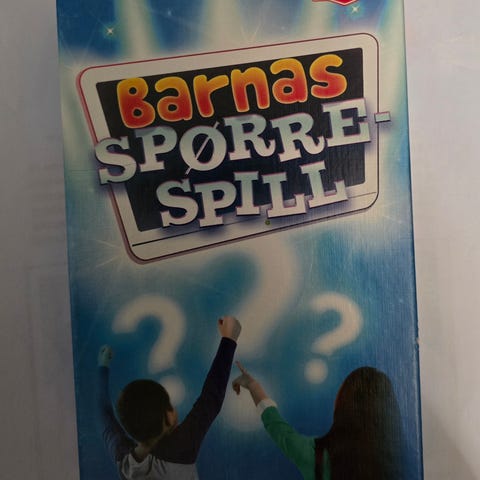 Barnas
SPØRRE-
SPILL
???